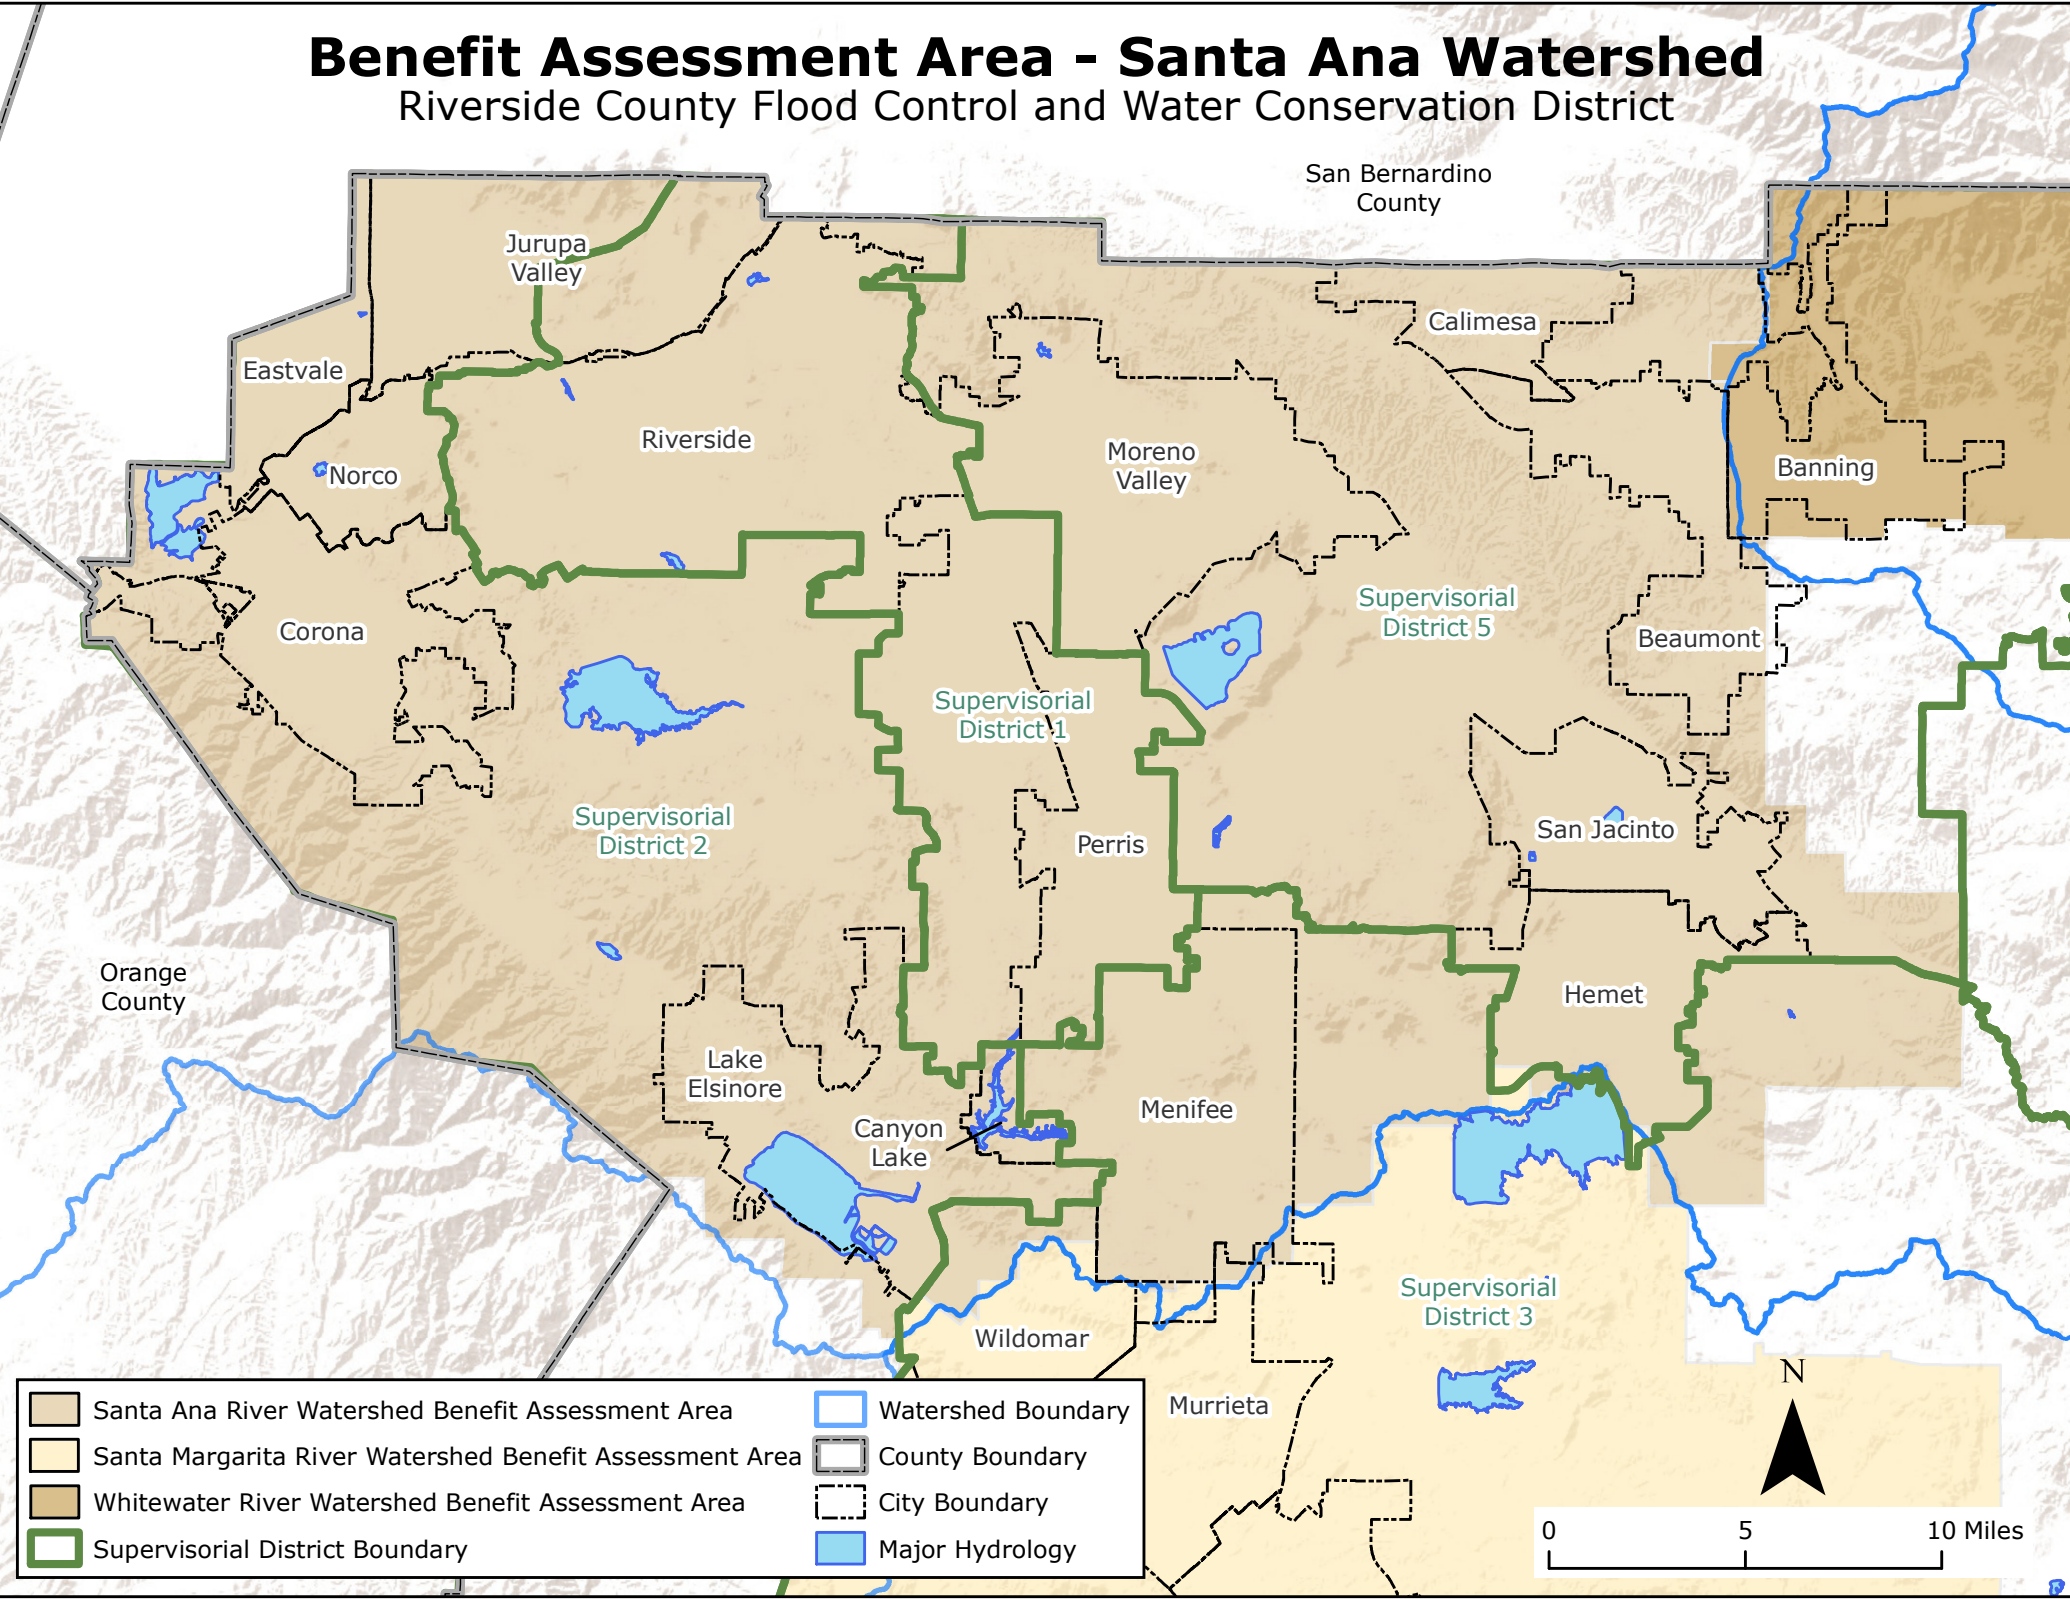 Benefit Assessment Area - Santa Ana Watershed
Riverside County Flood Control and Water Conservation District
San Bernardino
County
Jurupa
Valley
Calimesa
Eastvale
Riverside
Moreno
Valley
Banning
Norco
Supervisorial
District 5
Corona
Beaumont
Supervisorial
District 1
Supervisorial
District 2
San Jacinto
Perris
Orange
County
Hemet
Lake
Elsinore
Menifee
Canyon
Lake
Supervisorial
District 3
Wildomar
Murrieta
N
Santa Ana River Watershed Benefit Assessment Area
Santa Margarita River Watershed Benefit Assessment Area
Whitewater River Watershed Benefit Assessment Area
Supervisorial District Boundary
Watershed Boundary
County Boundary
City Boundary
Major Hydrology
0 5 10 Miles